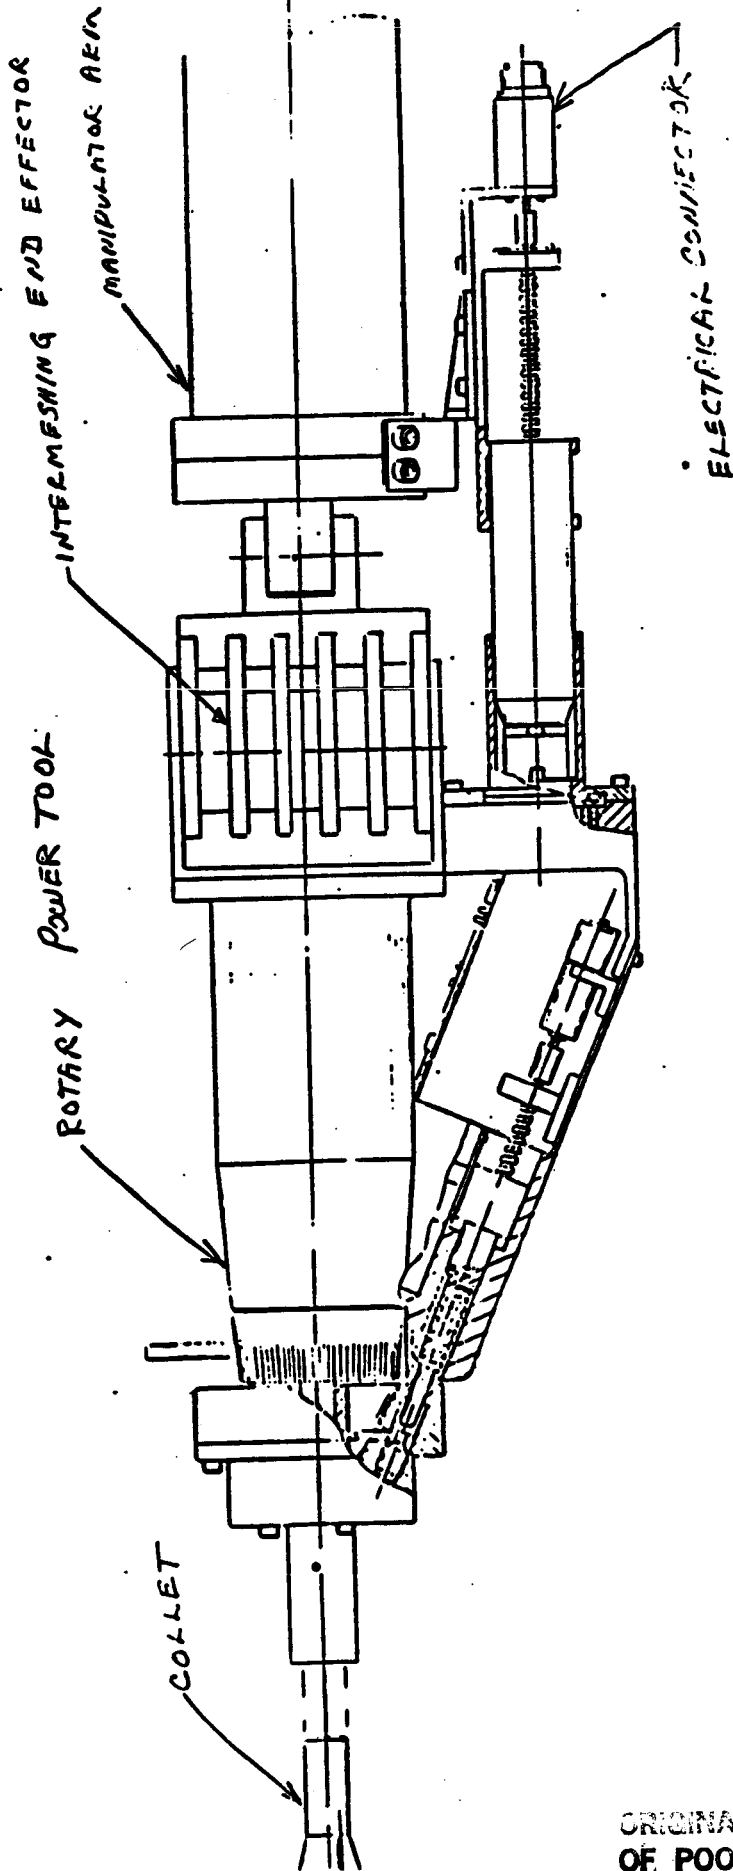 MANIPULATOR ARM
INTERMESHING END EFFECTOR
ROTARY POWER TOOL
COLLET
ELECTRICAL CONNECTOR
ORIGINA
OF POO